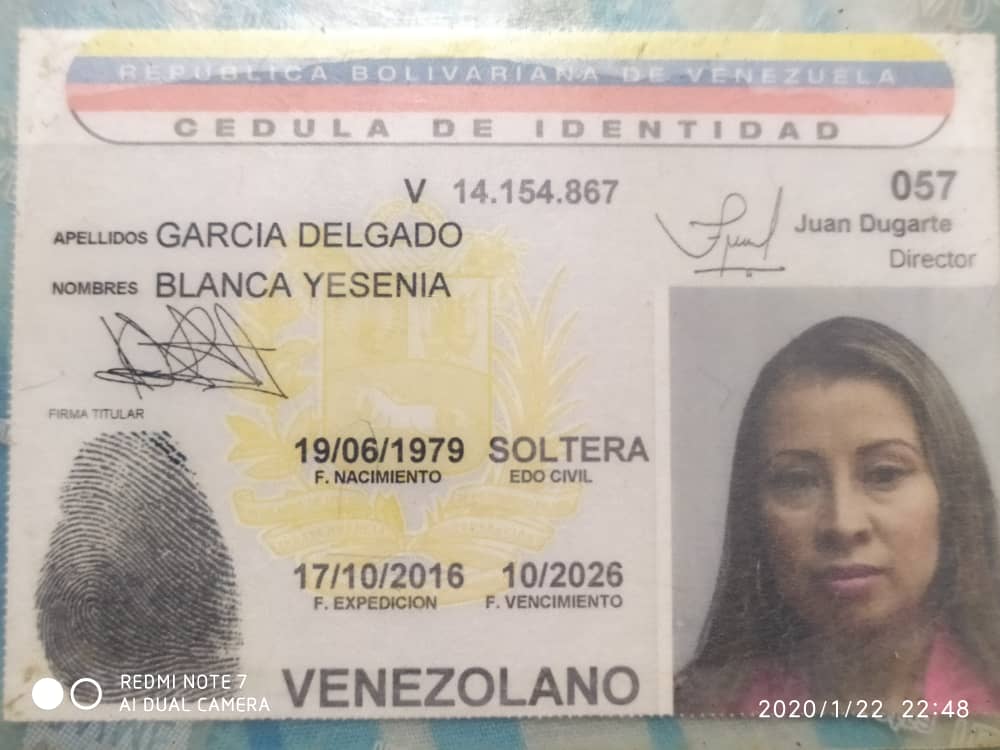 REPUBLICA BOLIVARIANA DE VENEZUELA
CEDULA DE IDENTIDAD
V 14.154.867
057
Juan Dugarte
Director
APELLIDOS GARCIA DELGADO
NOMBRES BLANCA YESENIA
FIRMA TITULAR
19/06/1979 SOLTERA
F. NACIMIENTO EDO CIVIL
17/10/2016 10/2026
F. EXPEDICION F. VENCIMIENTO
VENEZOLANO
REDMI NOTE 7
AI DUAL CAMERA
2020/1/22 22:48